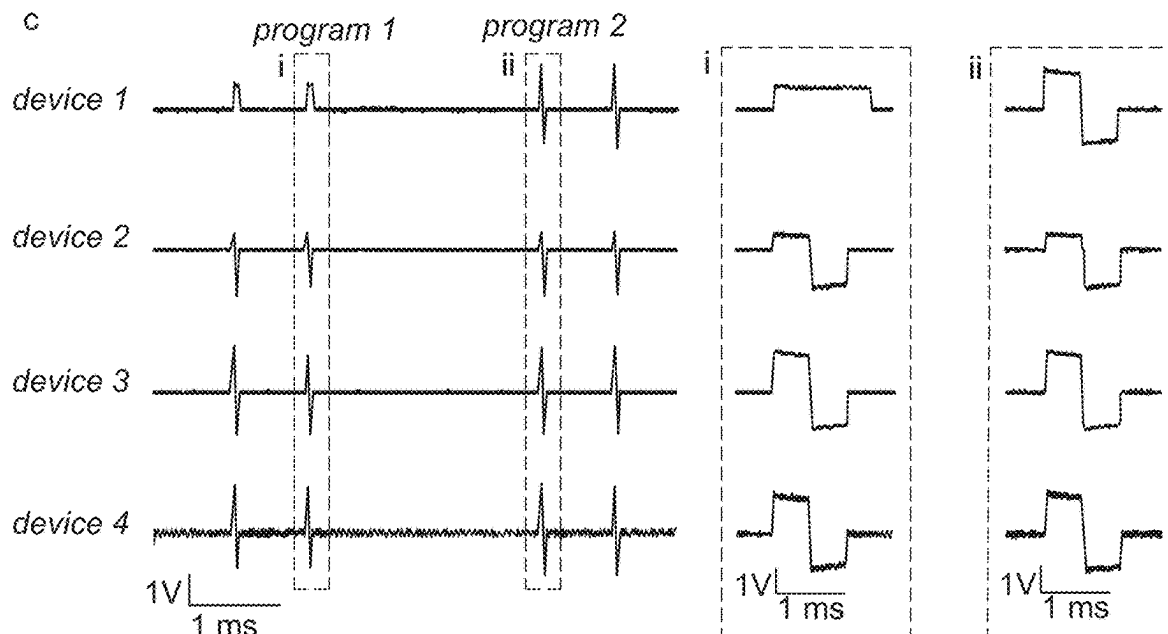 c
program 1
program 2
i
ii
i
ii
device 1
device 2
device 3
device 4
1V
1 ms
1V
1 ms
1V
1 ms